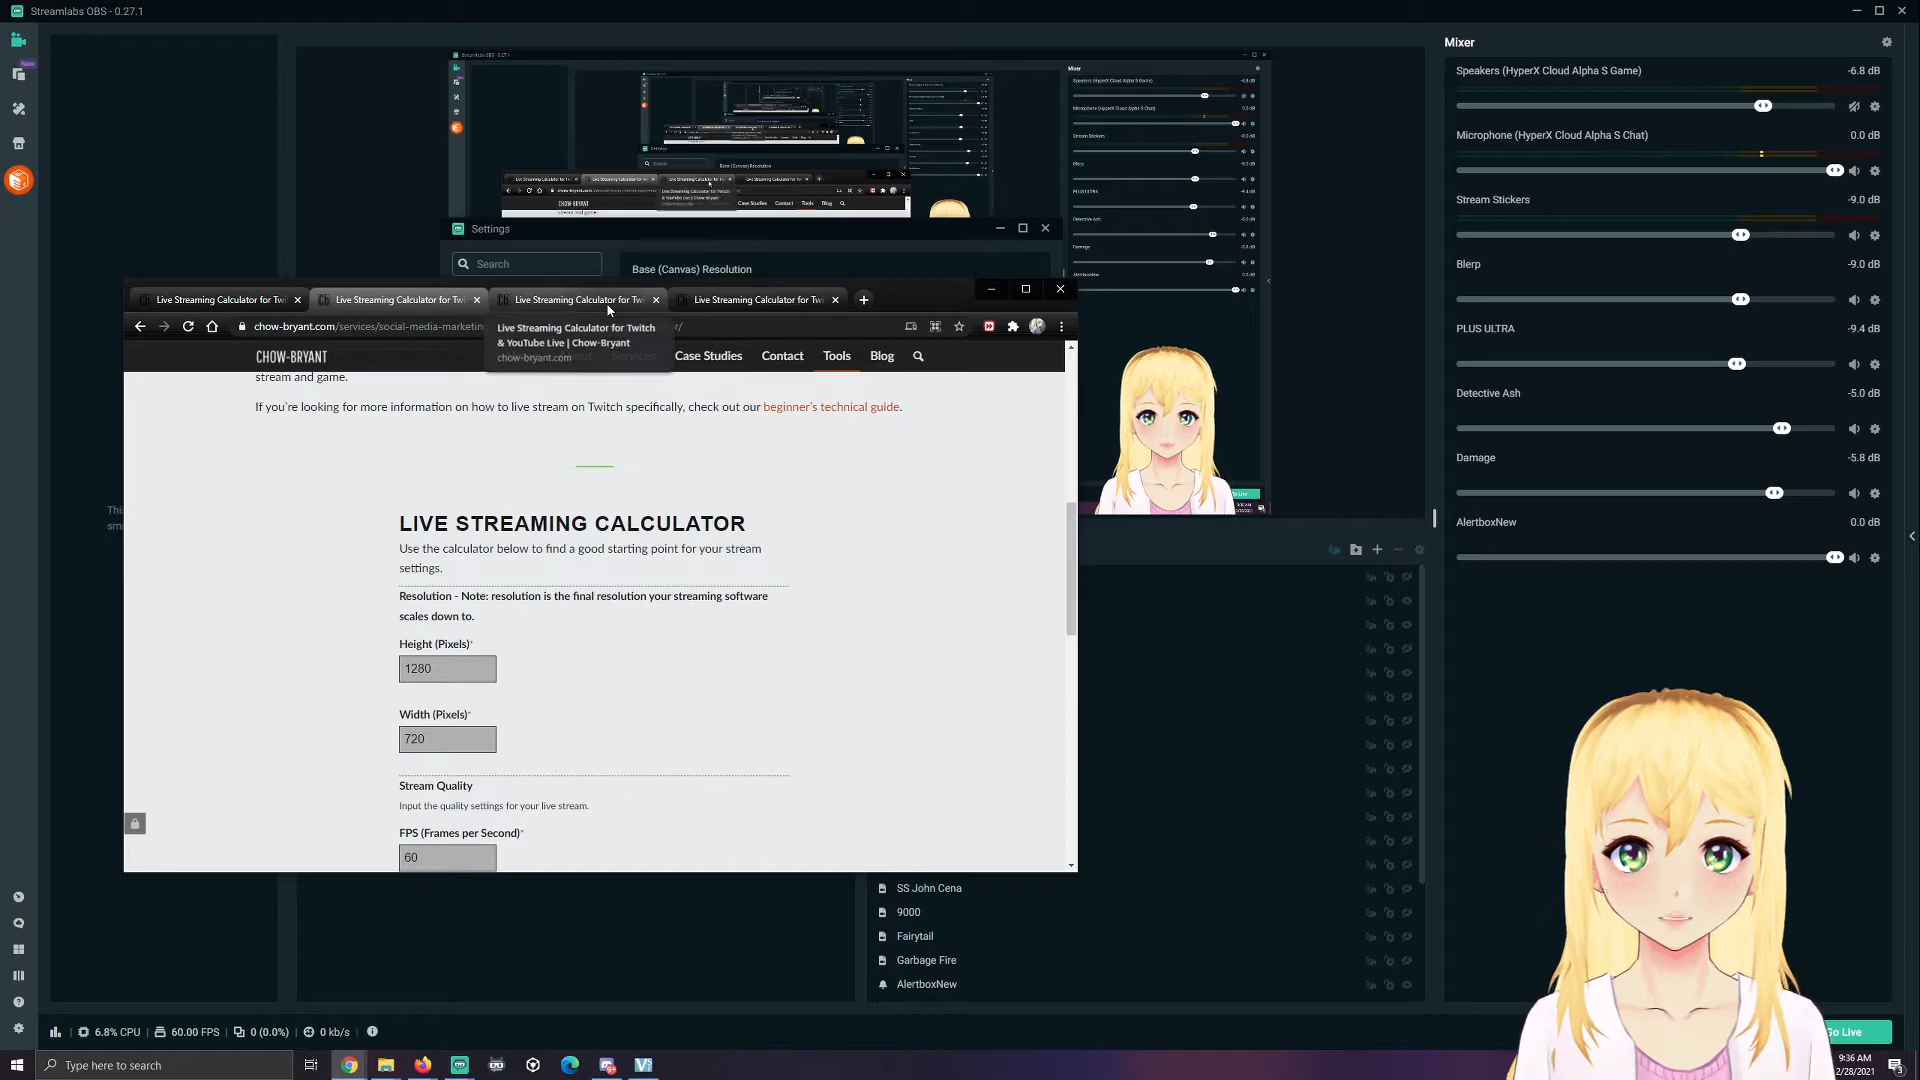 Streamlabs OBS - 0.27.1
New
Settings
Search
Base (Canvas) Resolution
Live Streaming Calculator for Twi
Live Streaming Calculator for Twi
Live Streaming Calculator for Twi
Live Streaming Calculator for Twi
chow-bryant.com/services/social-media-marketing
Live Streaming Calculator for Twitch
& YouTube Live | Chow-Bryant
chow-bryant.com
CHOW-BRYANT
Services
Case Studies
Contact
Tools
Blog
stream and game.
If you're looking for more information on how to live stream on Twitch specifically, check out our beginner's technical guide.
LIVE STREAMING CALCULATOR
Use the calculator below to find a good starting point for your stream
settings.
Resolution - Note: resolution is the final resolution your streaming software
scales down to.
Height (Pixels)*
1280
Width (Pixels)*
720
Stream Quality
Input the quality settings for your live stream.
FPS (Frames per Second)*
60
SS John Cena
9000
Fairytail
Garbage Fire
AlertboxNew
Mixer
Speakers (HyperX Cloud Alpha S Game) -6.8 dB
Microphone (HyperX Cloud Alpha S Chat) 0.0 dB
Stream Stickers -9.0 dB
Blerp -9.0 dB
PLUS ULTRA -9.4 dB
Detective Ash -5.0 dB
Damage -5.8 dB
AlertboxNew 0.0 dB
6.8% CPU
60.00 FPS
0 (0.0%)
0 kb/s
Go Live
Type here to search
9:36 AM
2/28/2021